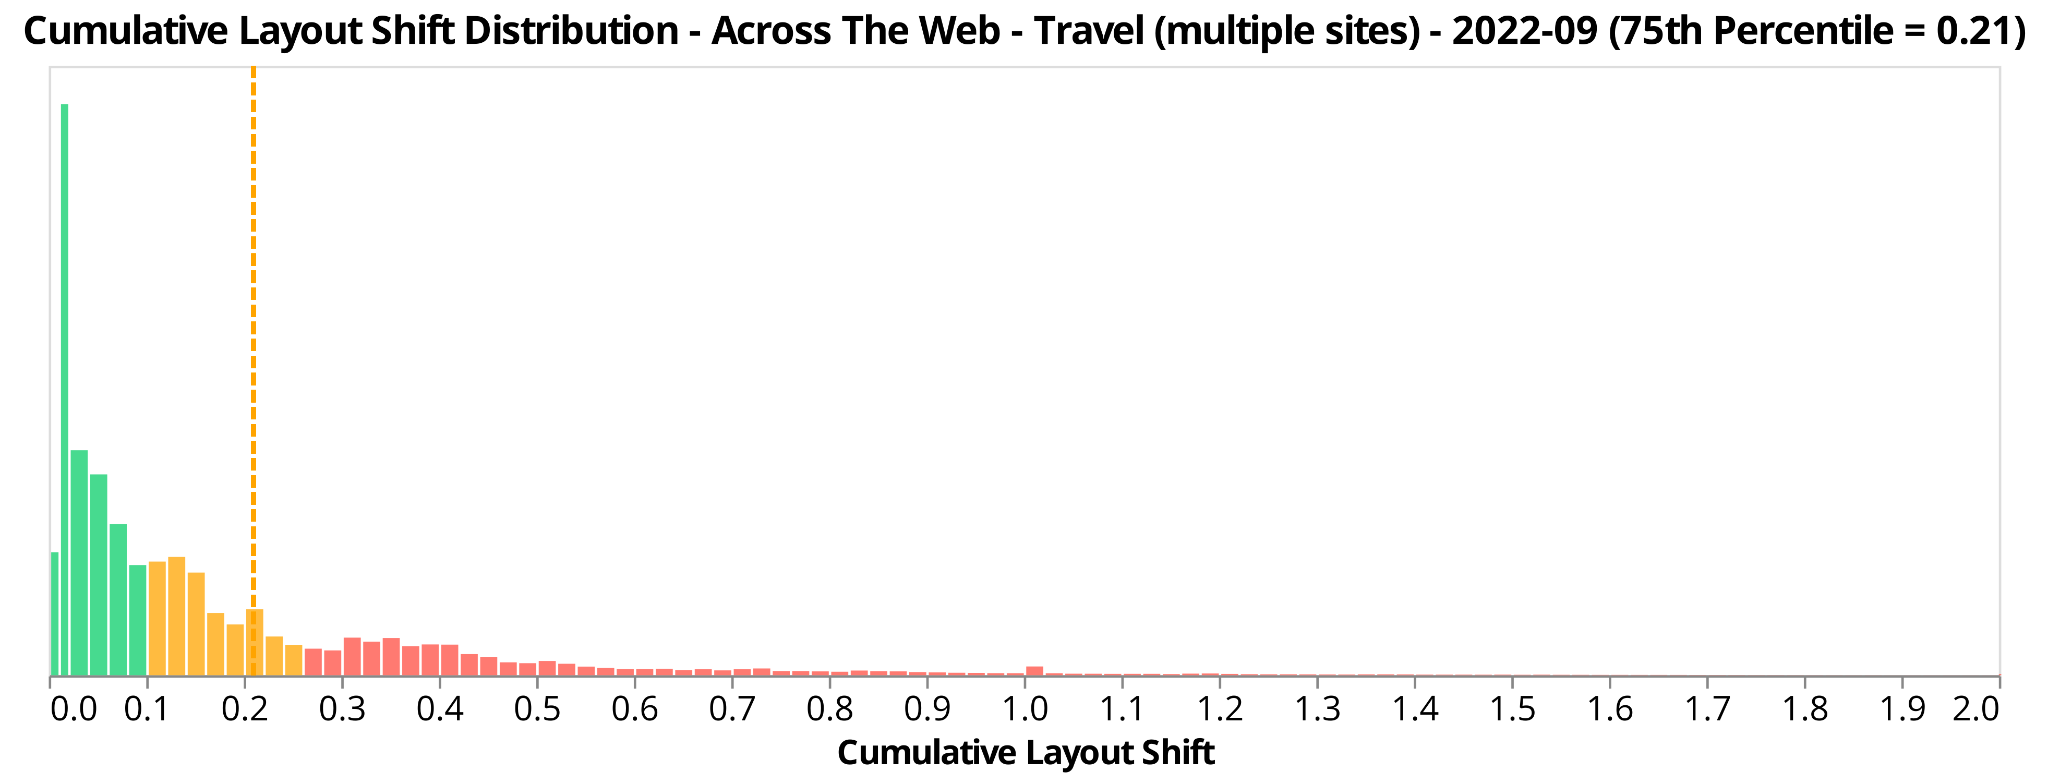 Cumulative Layout Shift Distribution - Across The Web - Travel (multiple sites) - 2022-09 (75th Percentile = 0.21)
0.0 0.1 0.2 0.3 0.4 0.5 0.6 0.7 0.8 0.9 1.0 1.1 1.2 1.3 1.4 1.5 1.6 1.7 1.8 1.9 2.0
Cumulative Layout Shift